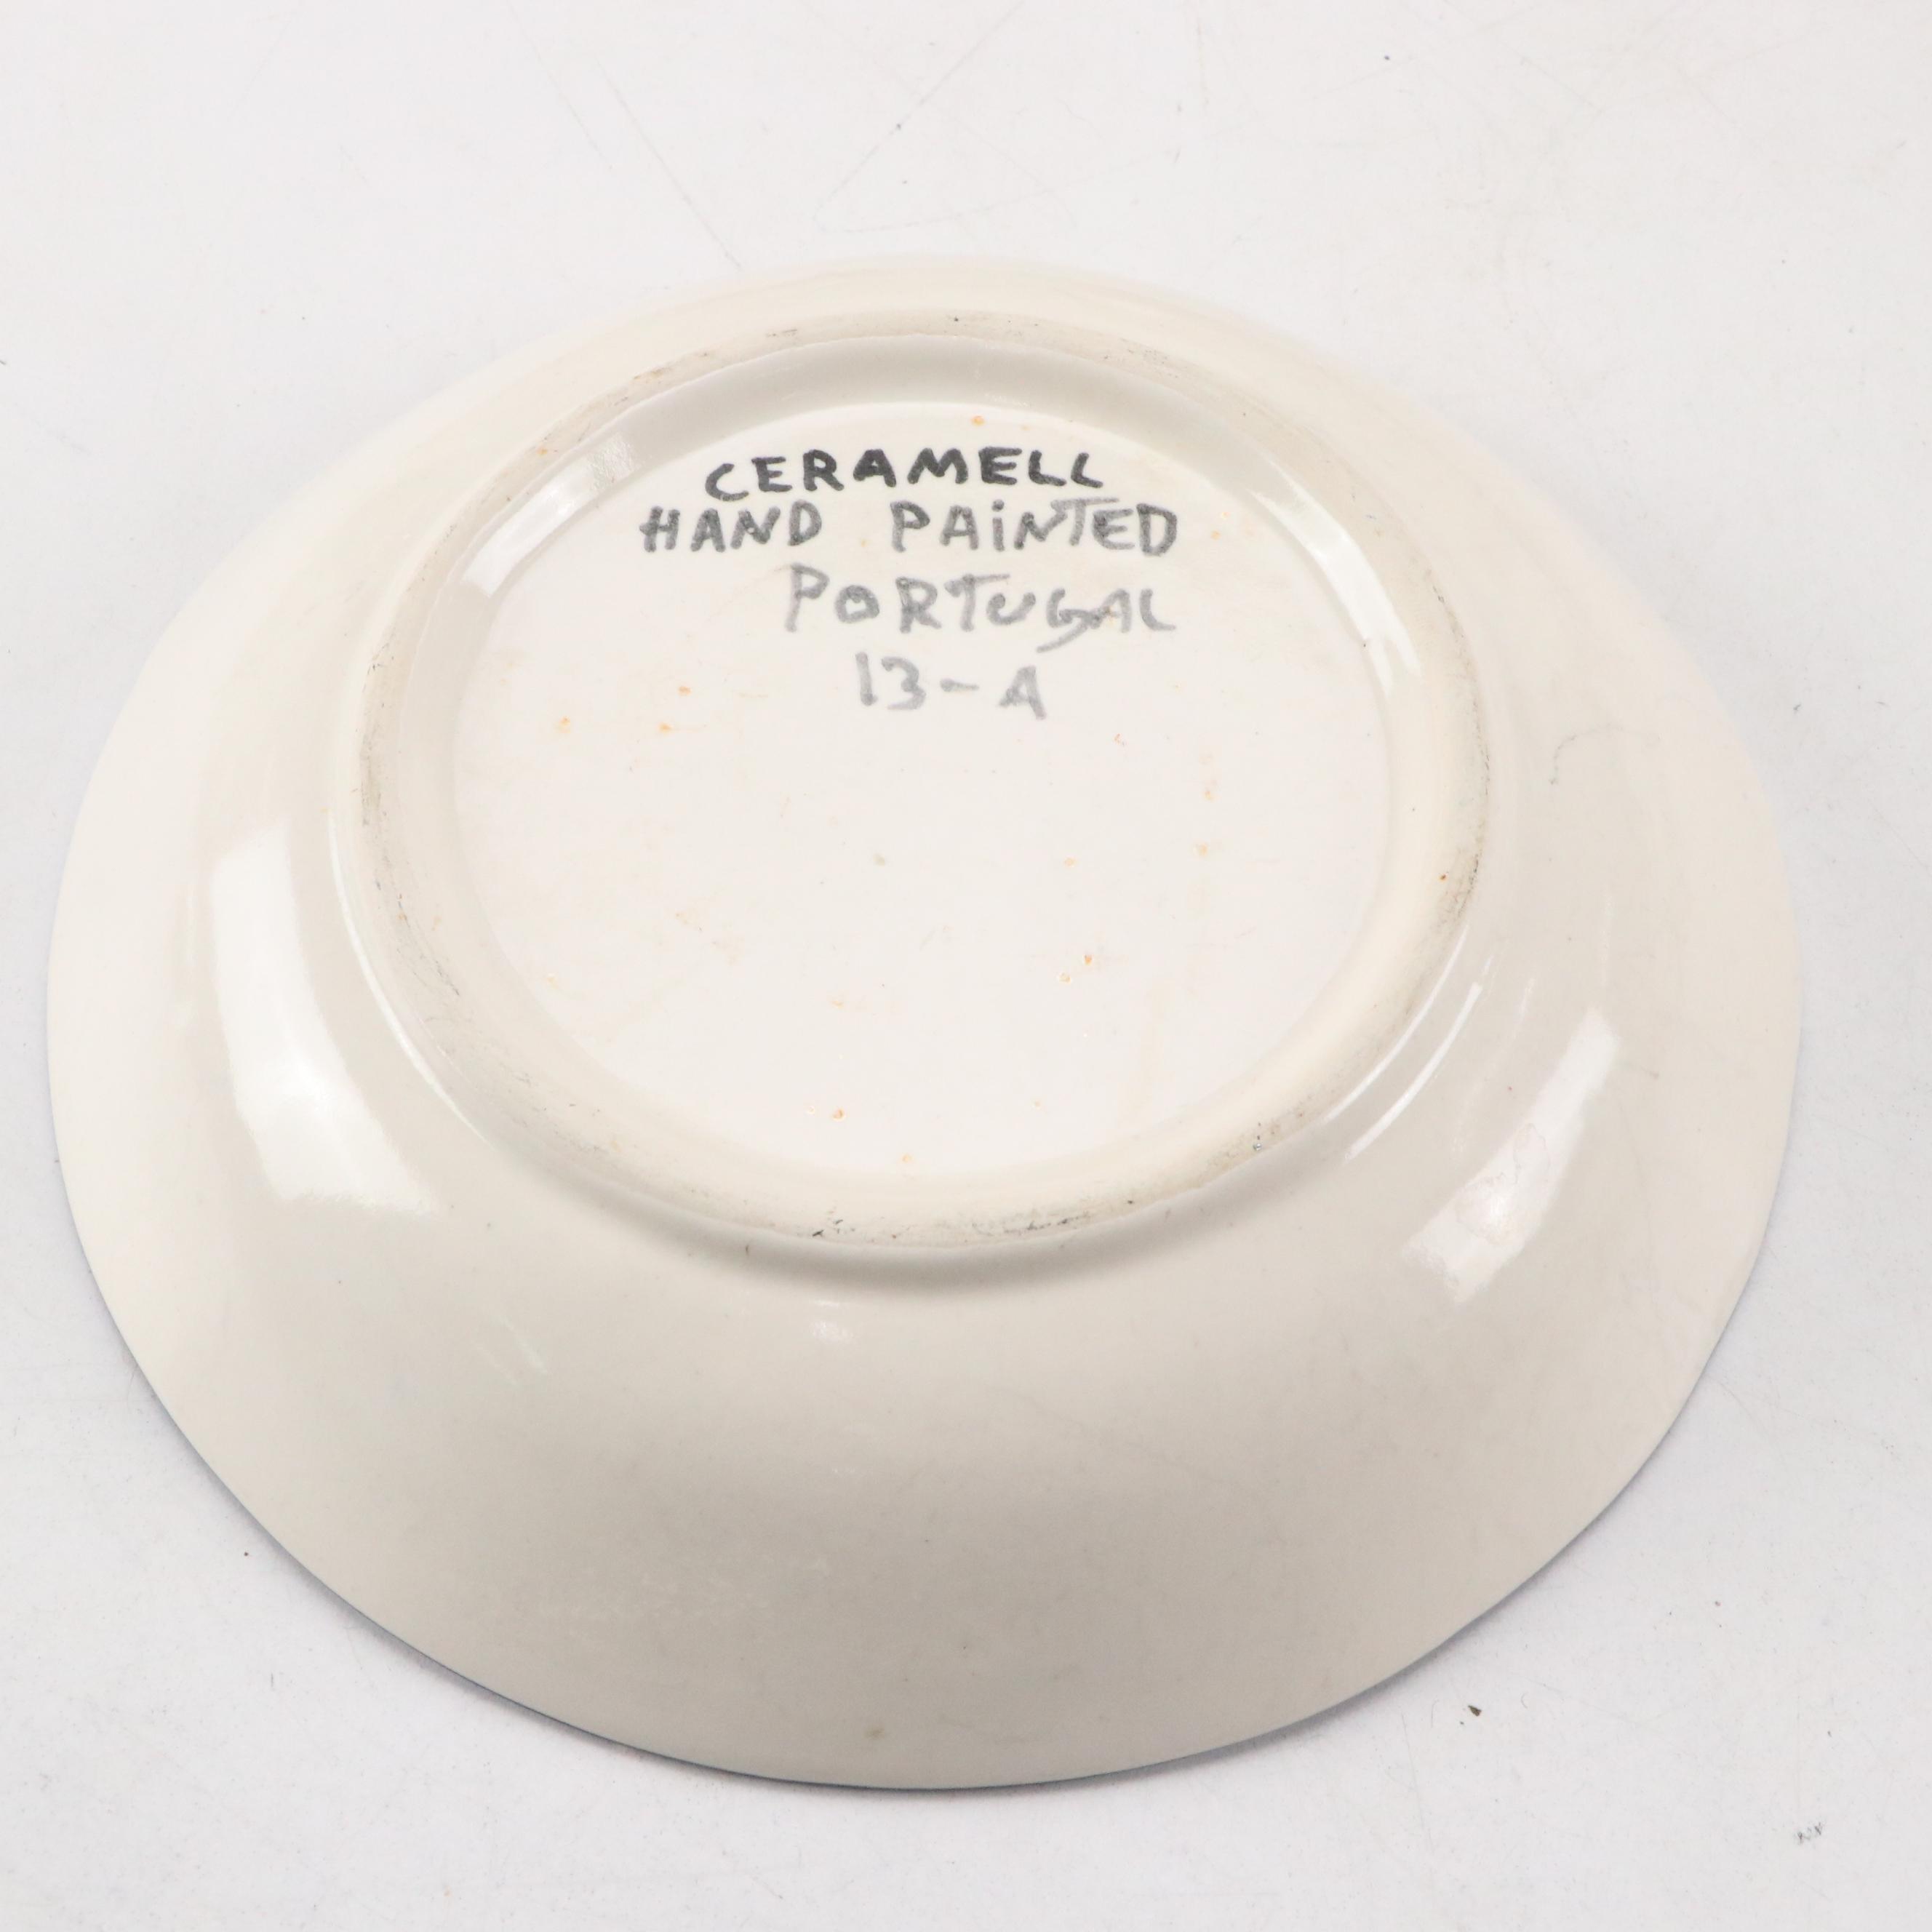 CERAMELL
HAND PAiNTED
PORTUGAL
13-A